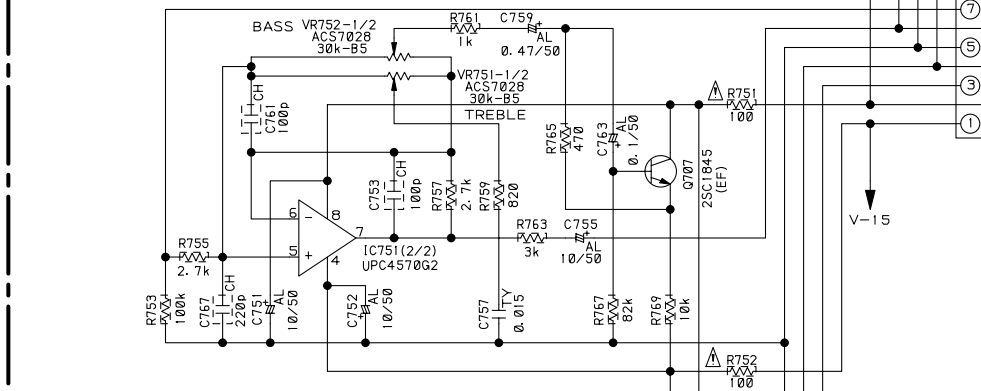 BASS VR752-1/2
ACS7028
30k-B5
R761
1k
C759
+
AL
0.47/50
7
5
3
1
VR751-1/2
ACS7028
30k-B5
TREBLE
CH
C761
100p
R751
100
R765
470
C763
AL
+
0.1/50
Q707
2SC1845
(EF)
V-15
C753
CH
100p
R757
2.7k
R759
820
6
-
8
5
+
4
7
IC751(2/2)
UPC4570G2
R763
3k
C755
+
AL
10/50
R755
2.7k
R753
100k
C767
CH
220p
C751
+
AL
10/50
C752
+
AL
10/50
C757
TY
0.015
R767
82k
R769
10k
R752
100